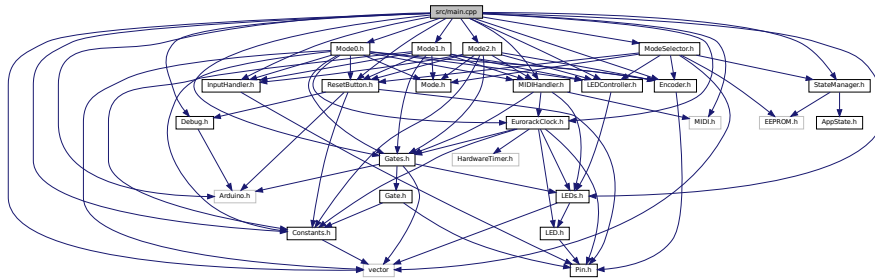 src/main.cpp
Mode0.h
Mode1.h
Mode2.h
ModeSelector.h
InputHandler.h
ResetButton.h
Mode.h
MIDIHandler.h
LEDController.h
Encoder.h
StateManager.h
Debug.h
EurorackClock.h
MIDI.h
EEPROM.h
AppState.h
Gates.h
HardwareTimer.h
Arduino.h
Gate.h
LEDs.h
Constants.h
LED.h
vector
Pin.h